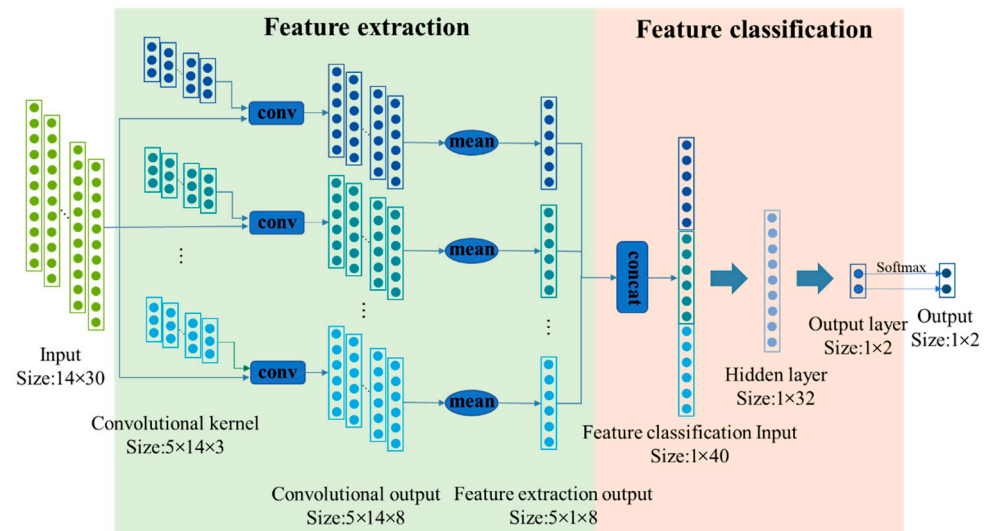 Feature extraction
Feature classification
conv
mean
conv
mean
concat
Softmax
conv
mean
Input
Size:14×30
Convolutional kernel
Size:5×14×3
Convolutional output
Size:5×14×8
Feature extraction output
Size:5×1×8
Feature classification Input
Size:1×40
Hidden layer
Size:1×32
Output layer
Size:1×2
Output
Size:1×2